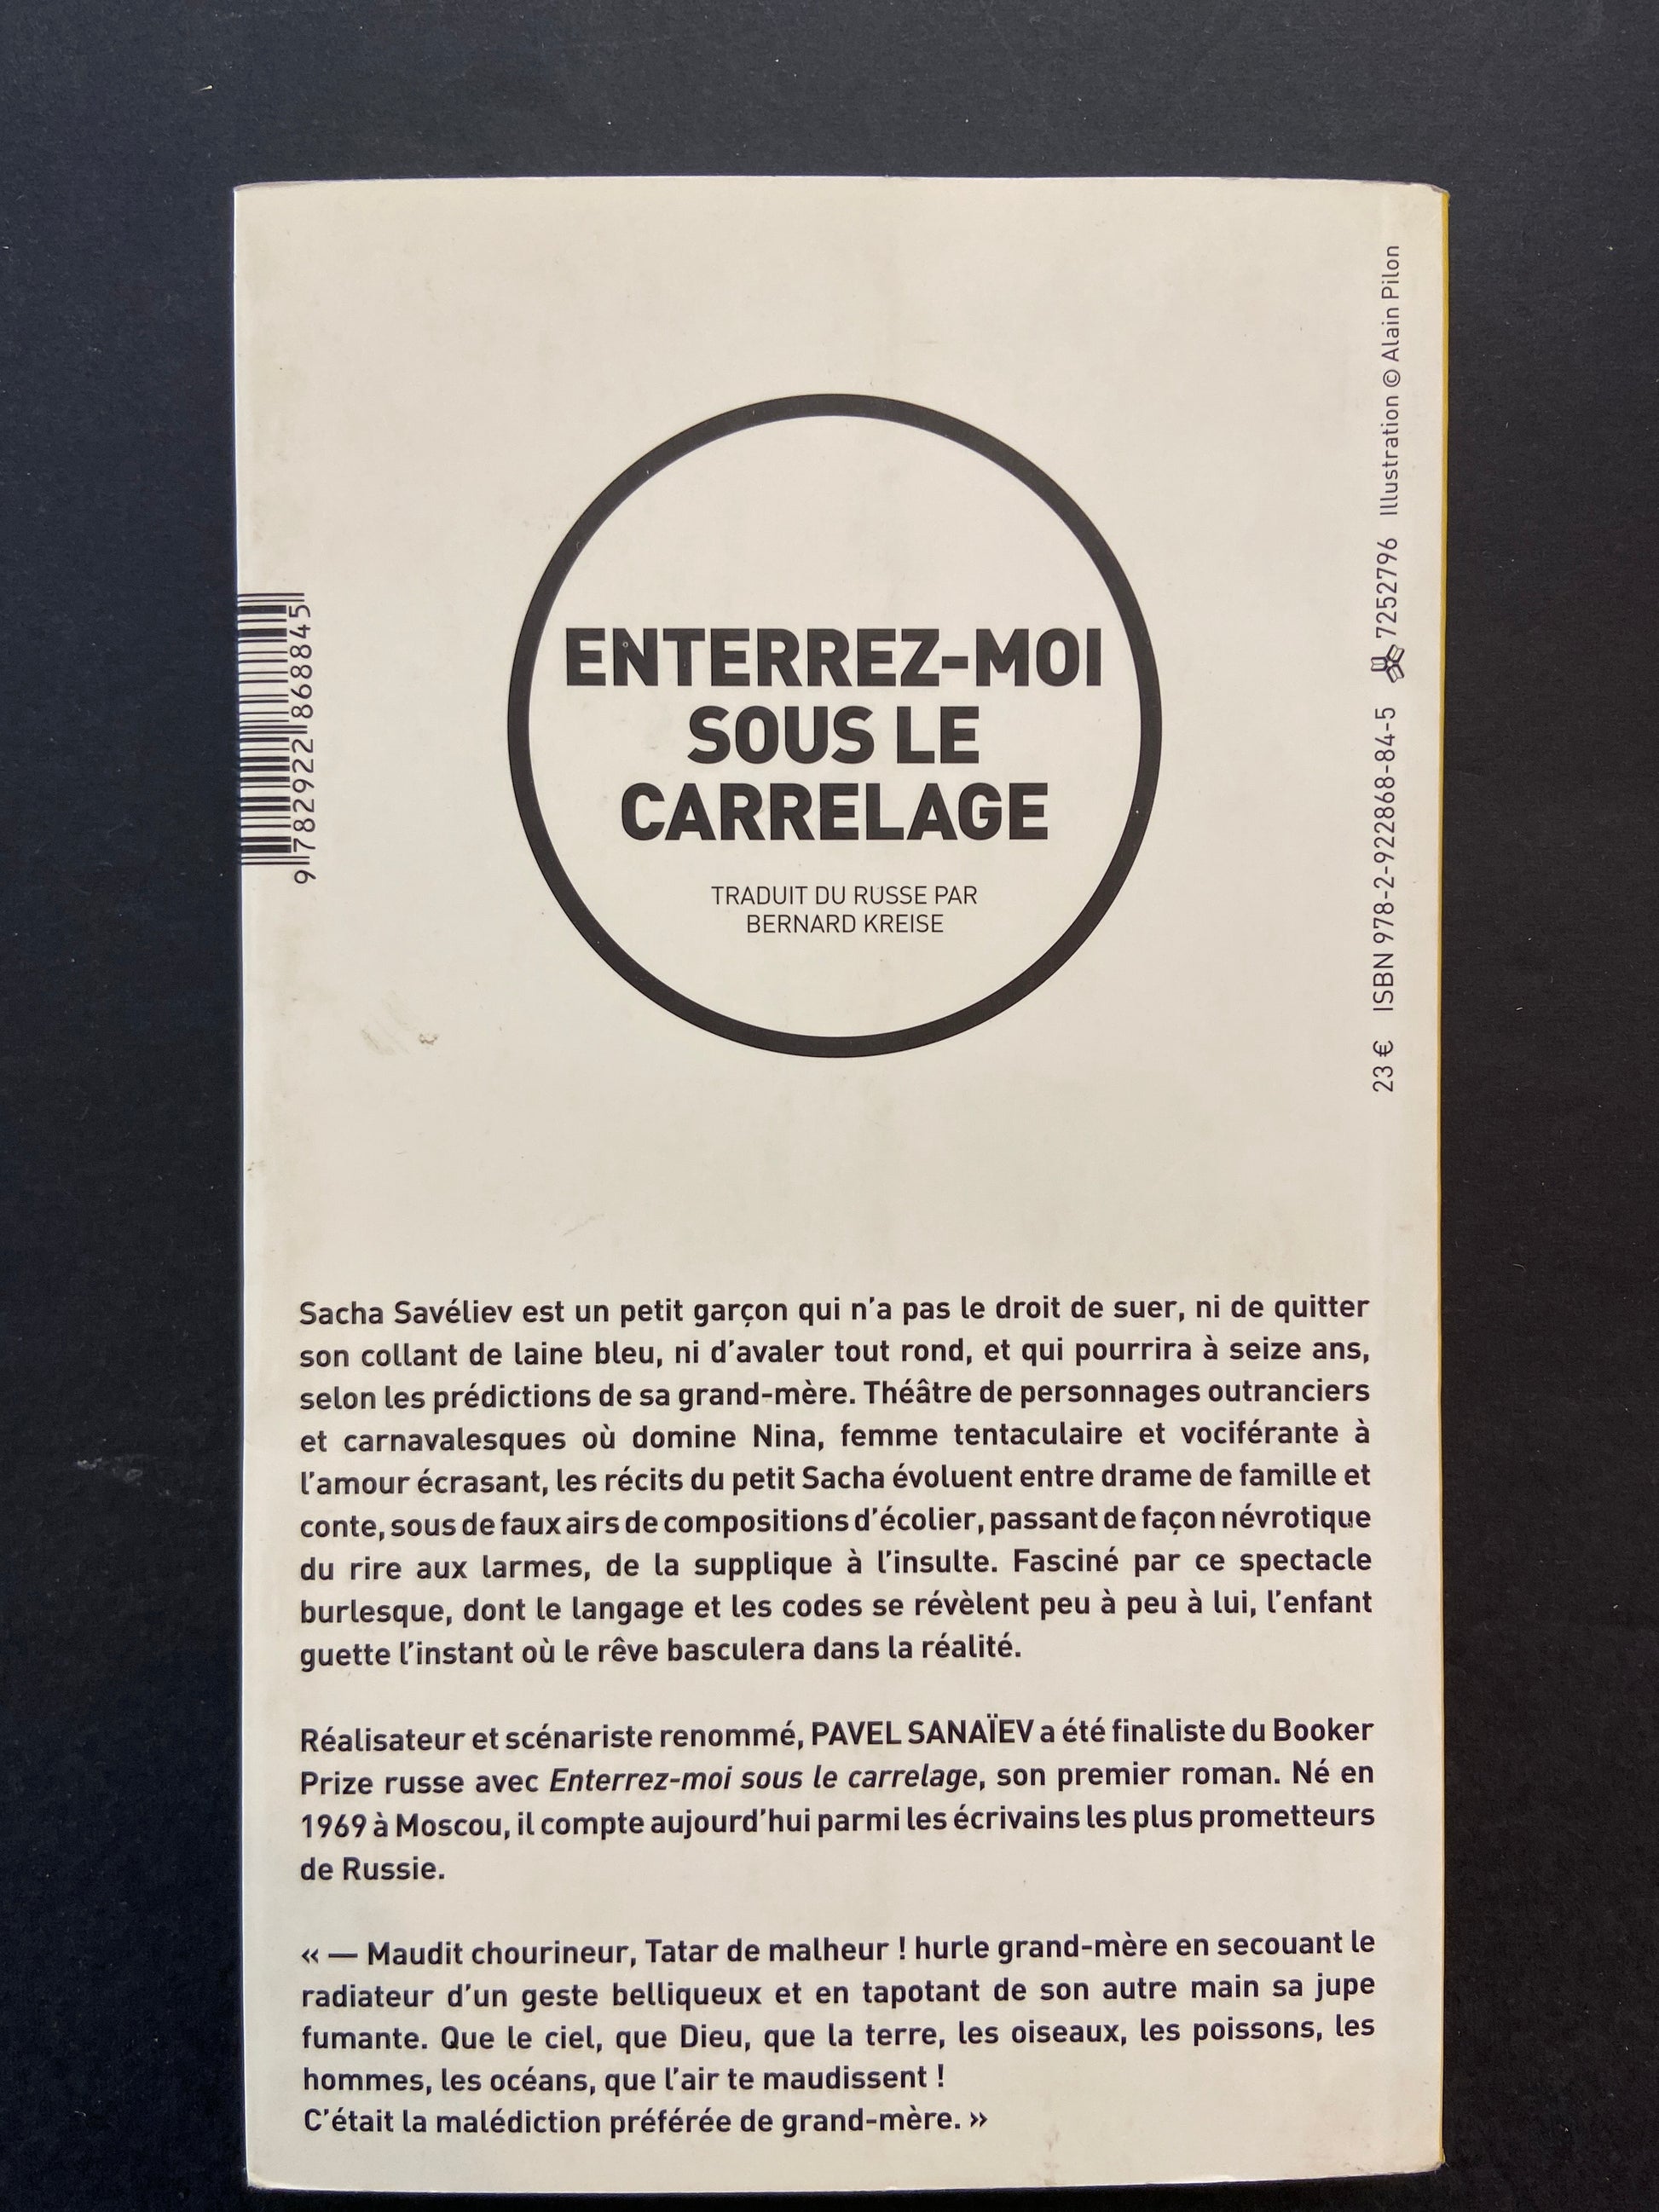 ENTERREZ-MOI
SOUS LE
CARRELAGE
TRADUIT DU RUSSE PAR
BERNARD KREISE
9 782922 868845
23 € ISBN 978-2-922868-84-5 7252796 Illustration © Alain Pilon
Sacha Savéliev est un petit garçon qui n’a pas le droit de suer, ni de quitter
son collant de laine bleu, ni d’avaler tout rond, et qui pourrira à seize ans,
selon les prédictions de sa grand-mère. Théâtre de personnages outranciers
et carnavalesques où domine Nina, femme tentaculaire et vociférante à
l’amour écrasant, les récits du petit Sacha évoluent entre drame de famille et
conte, sous de faux airs de compositions d’écolier, passant de façon névrotique
du rire aux larmes, de la supplique à l’insulte. Fasciné par ce spectacle
burlesque, dont le langage et les codes se révèlent peu à peu à lui, l’enfant
guette l’instant où le rêve basculera dans la réalité.
Réalisateur et scénariste renommé, PAVEL SANAÏEV a été finaliste du Booker
Prize russe avec Enterrez-moi sous le carrelage, son premier roman. Né en
1969 à Moscou, il compte aujourd’hui parmi les écrivains les plus prometteurs
de Russie.
« — Maudit chourineur, Tatar de malheur ! hurle grand-mère en secouant le
radiateur d’un geste belliqueux et en tapotant de son autre main sa jupe
fumante. Que le ciel, que Dieu, que la terre, les oiseaux, les poissons, les
hommes, les océans, que l’air te maudissent !
C’était la malédiction préférée de grand-mère. »